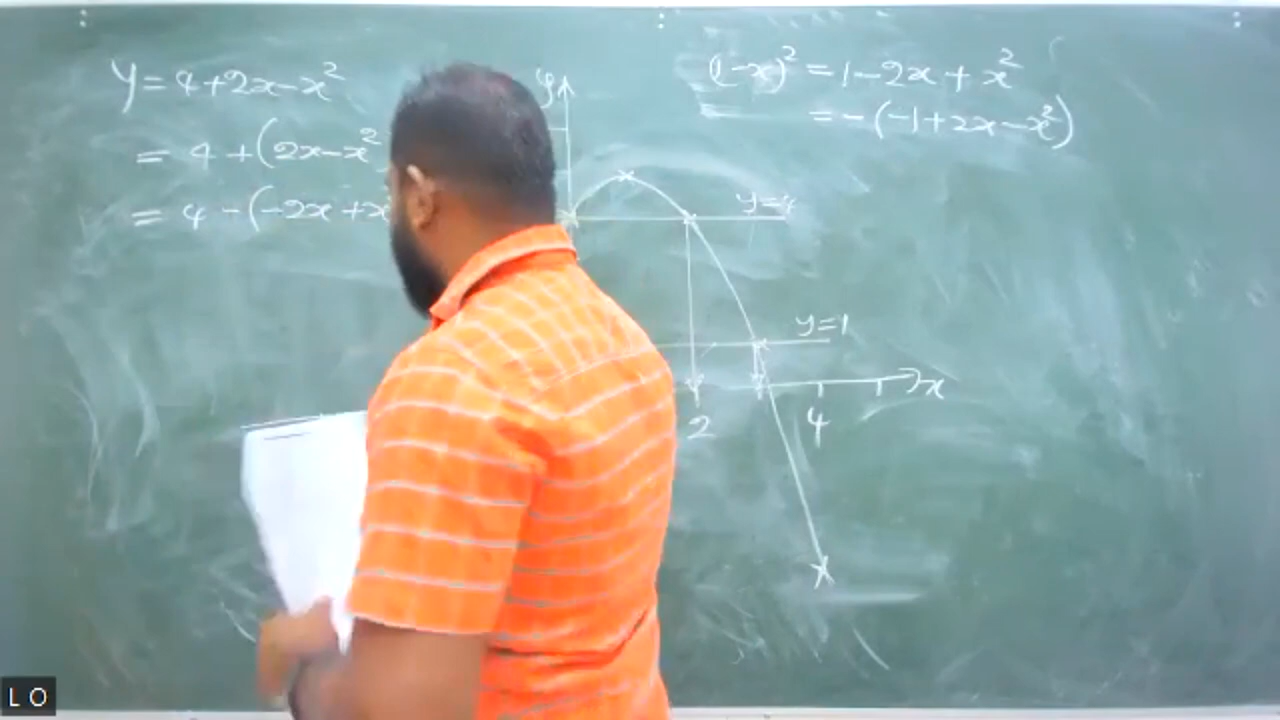 y = 4 + 2x - x²
= 4 + (2x - x²
= 4 - (-2x + x
y
y = 4
y = 1
x
2
4
(1-x)² = 1 - 2x + x²
= - (-1 + 2x - x²)
L O